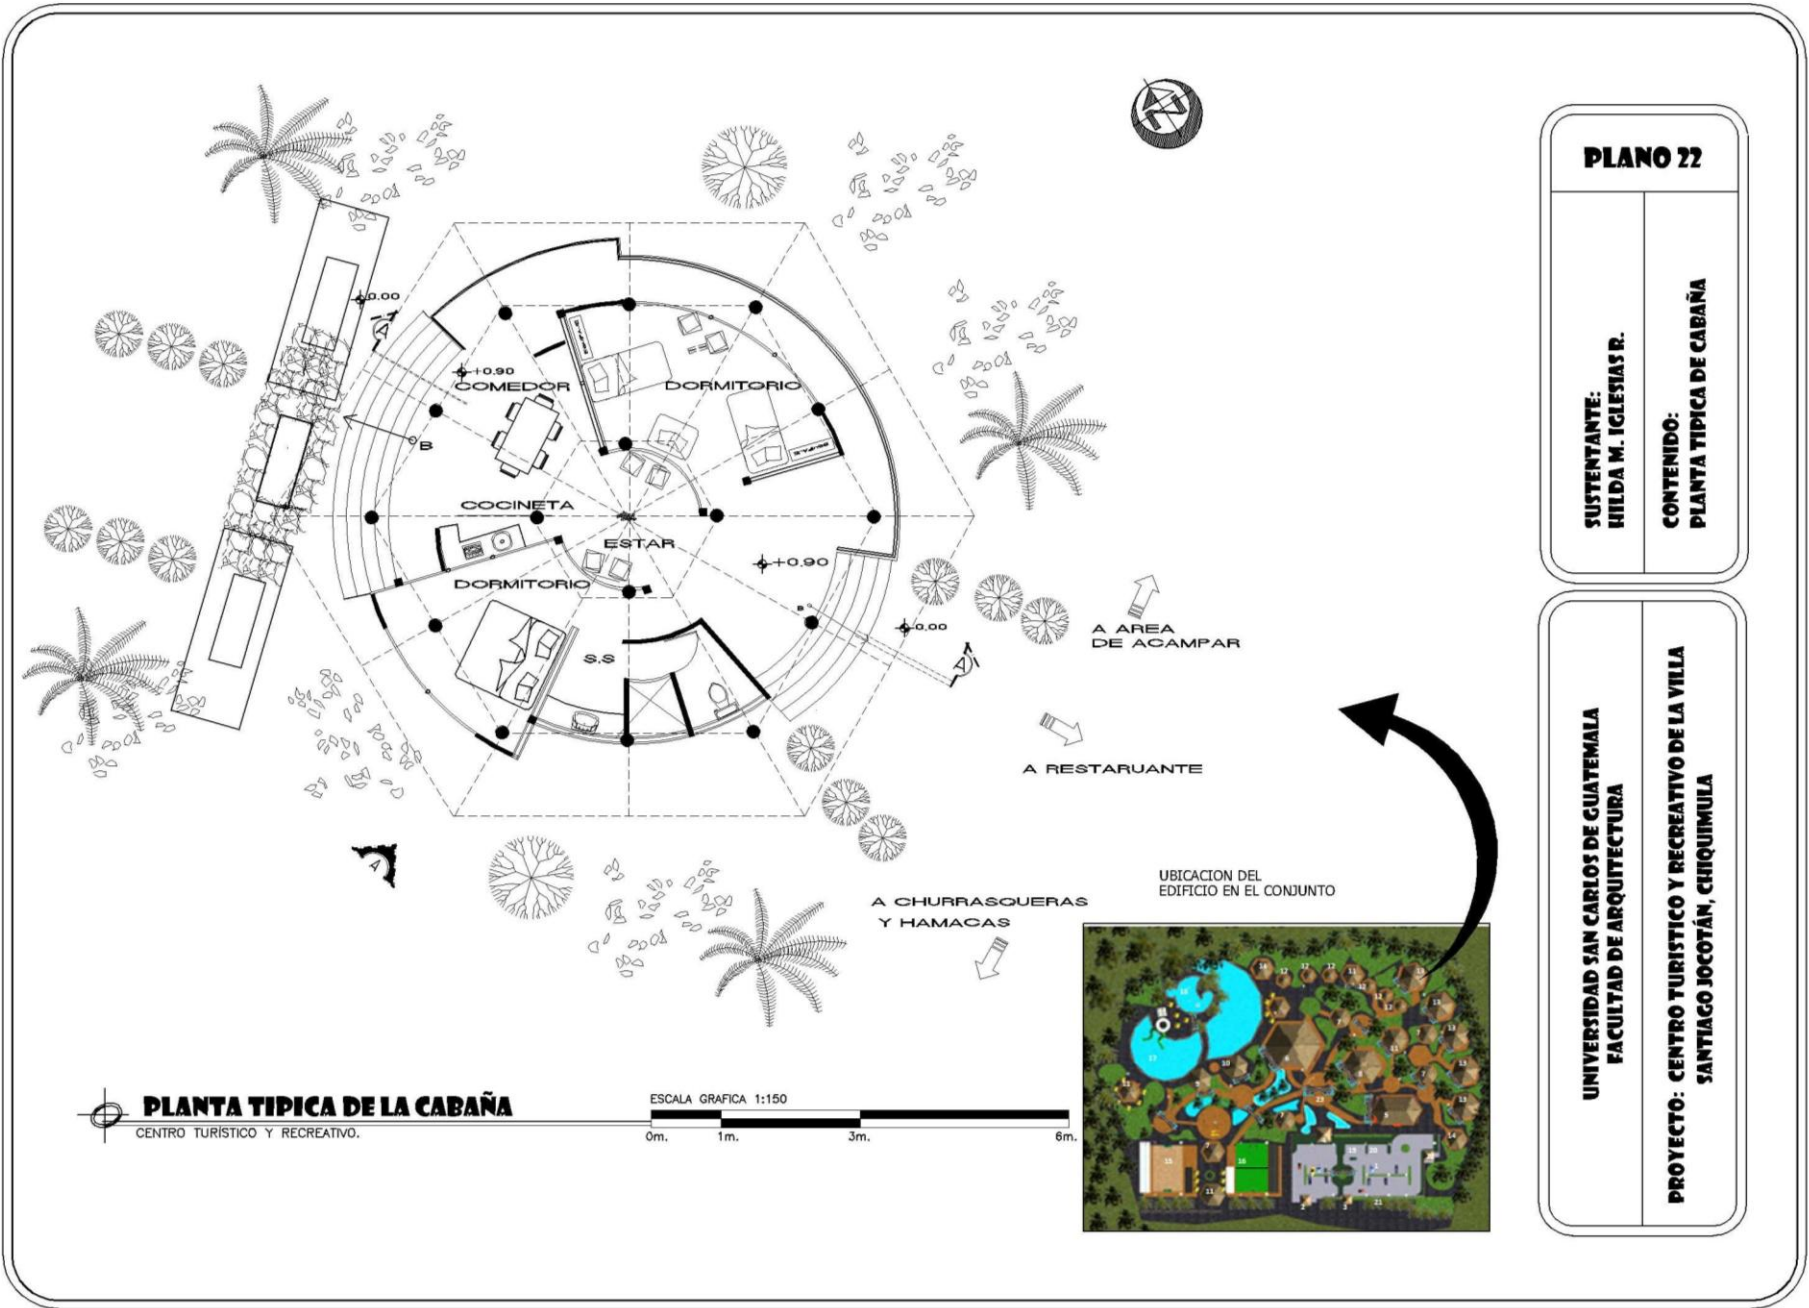 PLANO 22
SUSTENTANTE:
HILDA M. IGLESIAS R.
CONTENIDO:
PLANTA TIPICA DE CABAÑA
UNIVERSIDAD SAN CARLOS DE GUATEMALA
FACULTAD DE ARQUITECTURA
PROYECTO: CENTRO TURISTICO Y RECREATIVO DE LA VILLA
SANTIAGO JOCOTÁN, CHIQUIMULA
0.00
A
+0.90
COMEDOR
DORMITORIO
B
COCINETA
ESTAR
+0.90
DORMITORIO
B
0.00
S.S
A
A AREA
DE ACAMPAR
A RESTARUANTE
A
A CHURRASQUERAS
Y HAMACAS
UBICACION DEL
EDIFICIO EN EL CONJUNTO
PLANTA TIPICA DE LA CABAÑA
CENTRO TURÍSTICO Y RECREATIVO.
ESCALA GRAFICA 1:150
0m. 1m. 3m. 6m.